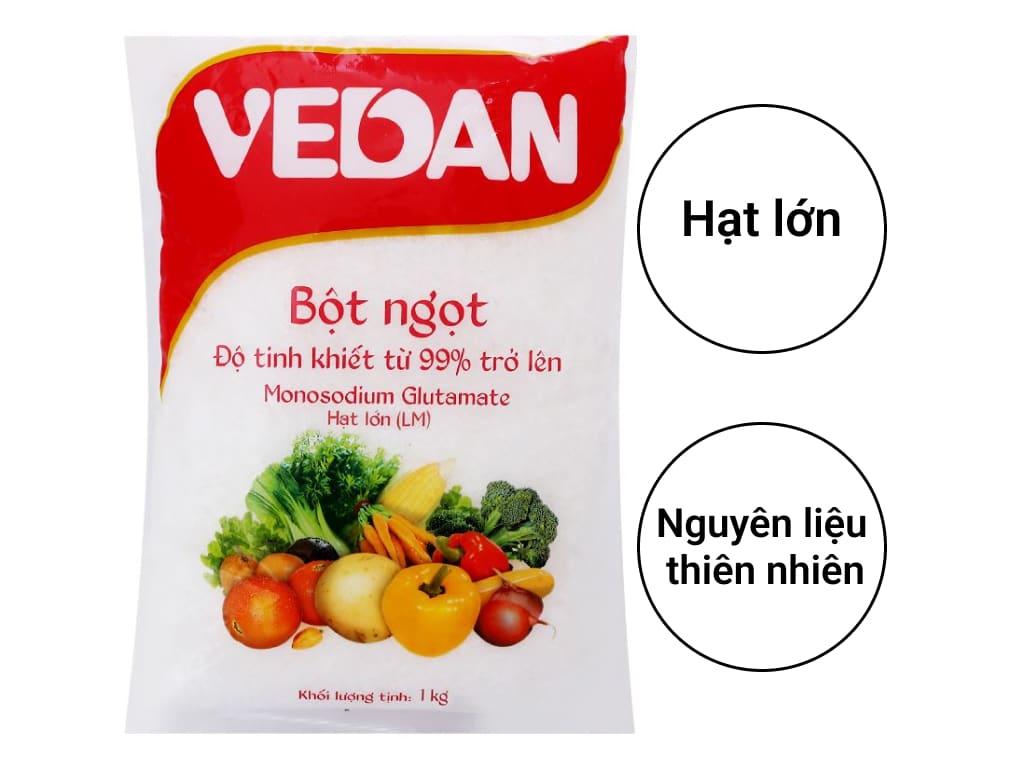 VEDAN
Bột ngọt
Độ tinh khiết từ 99% trở lên
Monosodium Glutamate
Hạt lớn (LM)
Khối lượng tịnh: 1 kg
Hạt lớn
Nguyên liệu
thiên nhiên